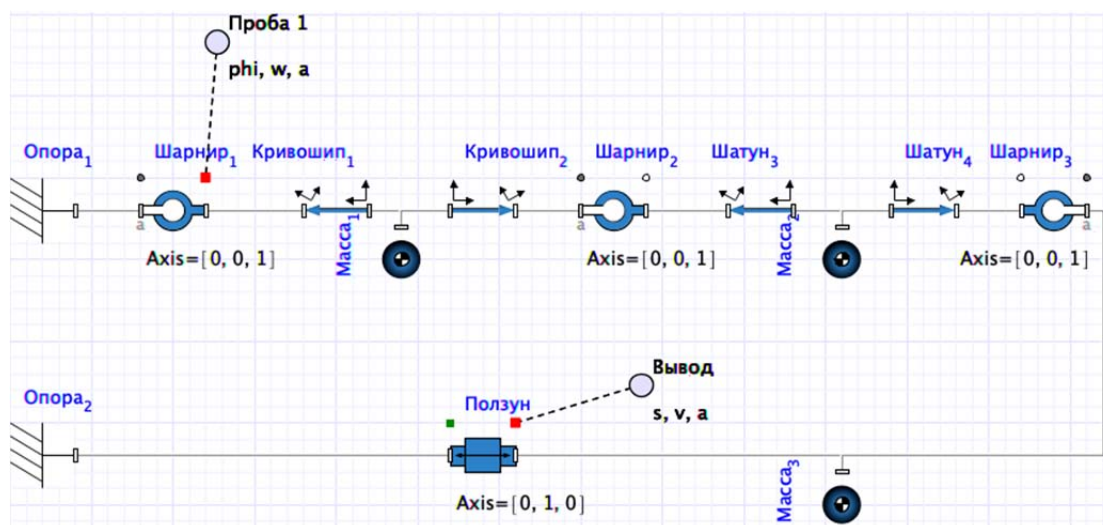 Проба 1
phi, w, a
Опора₁
Шарнир₁
Кривошип₁
Кривошип₂
Шарнир₂
Шатун₃
Шатун₄
Шарнир₃
a
a
a
Масса₁
Масса₂
Axis=[0, 0, 1]
Axis=[0, 0, 1]
Axis=[0, 0, 1]
Вывод
s, v, a
Опора₂
Ползун
Axis=[0, 1, 0]
Масса₃